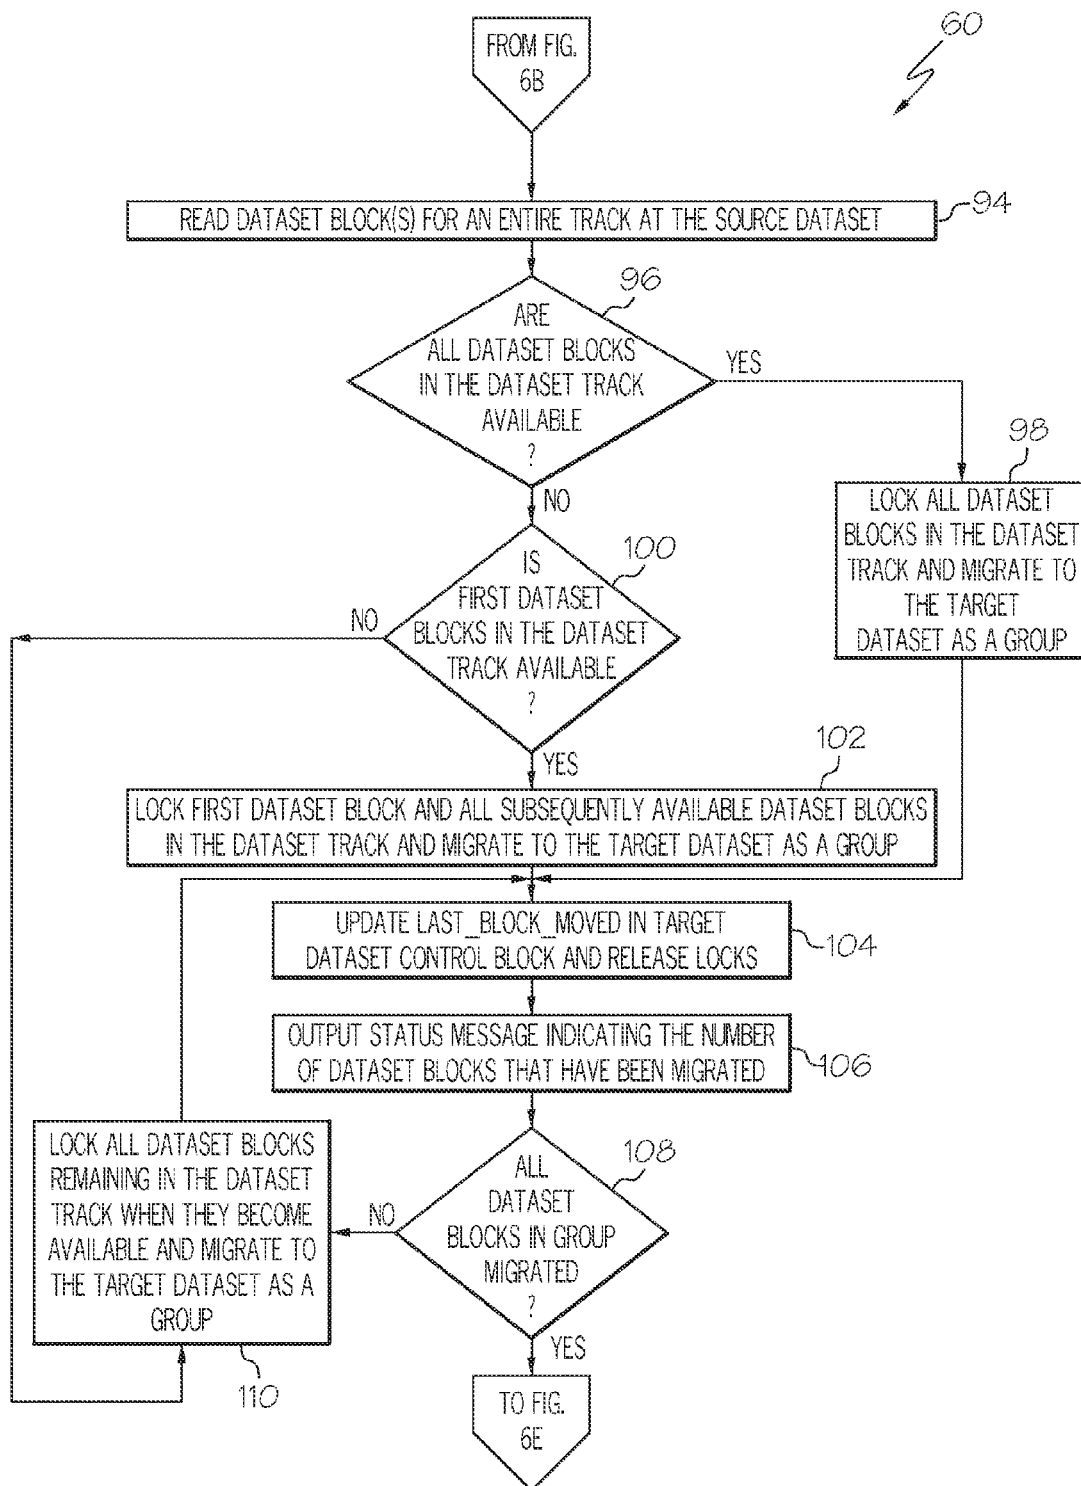 60
FROM FIG.
6B
READ DATASET BLOCK(S) FOR AN ENTIRE TRACK AT THE SOURCE DATASET
94
96
ARE
ALL DATASET BLOCKS
IN THE DATASET TRACK
AVAILABLE
?
YES
NO
98
LOCK ALL DATASET
BLOCKS IN THE DATASET
TRACK AND MIGRATE TO
THE TARGET
DATASET AS A GROUP
100
IS
FIRST DATASET
BLOCKS IN THE DATASET
TRACK AVAILABLE
?
NO
YES
102
LOCK FIRST DATASET BLOCK AND ALL SUBSEQUENTLY AVAILABLE DATASET BLOCKS
IN THE DATASET TRACK AND MIGRATE TO THE TARGET DATASET AS A GROUP
UPDATE LAST_BLOCK_MOVED IN TARGET
DATASET CONTROL BLOCK AND RELEASE LOCKS
104
OUTPUT STATUS MESSAGE INDICATING THE NUMBER
OF DATASET BLOCKS THAT HAVE BEEN MIGRATED
106
108
ALL
DATASET
BLOCKS IN GROUP
MIGRATED
?
NO
YES
LOCK ALL DATASET BLOCKS
REMAINING IN THE DATASET
TRACK WHEN THEY BECOME
AVAILABLE AND MIGRATE TO
THE TARGET DATASET AS A
GROUP
110
TO FIG.
6E